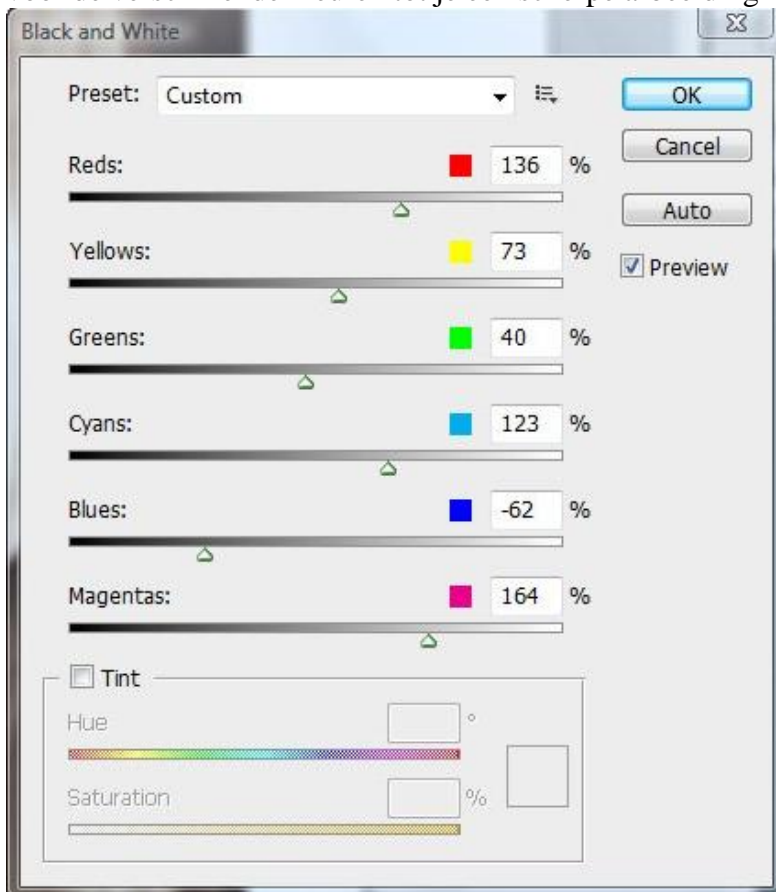 Black and White
Preset: Custom
OK
Reds: 136 %
Cancel
Auto
Yellows: 73 %
Preview
Greens: 40 %
Cyans: 123 %
Blues: -62 %
Magentas: 164 %
Tint
Hue °
Saturation %